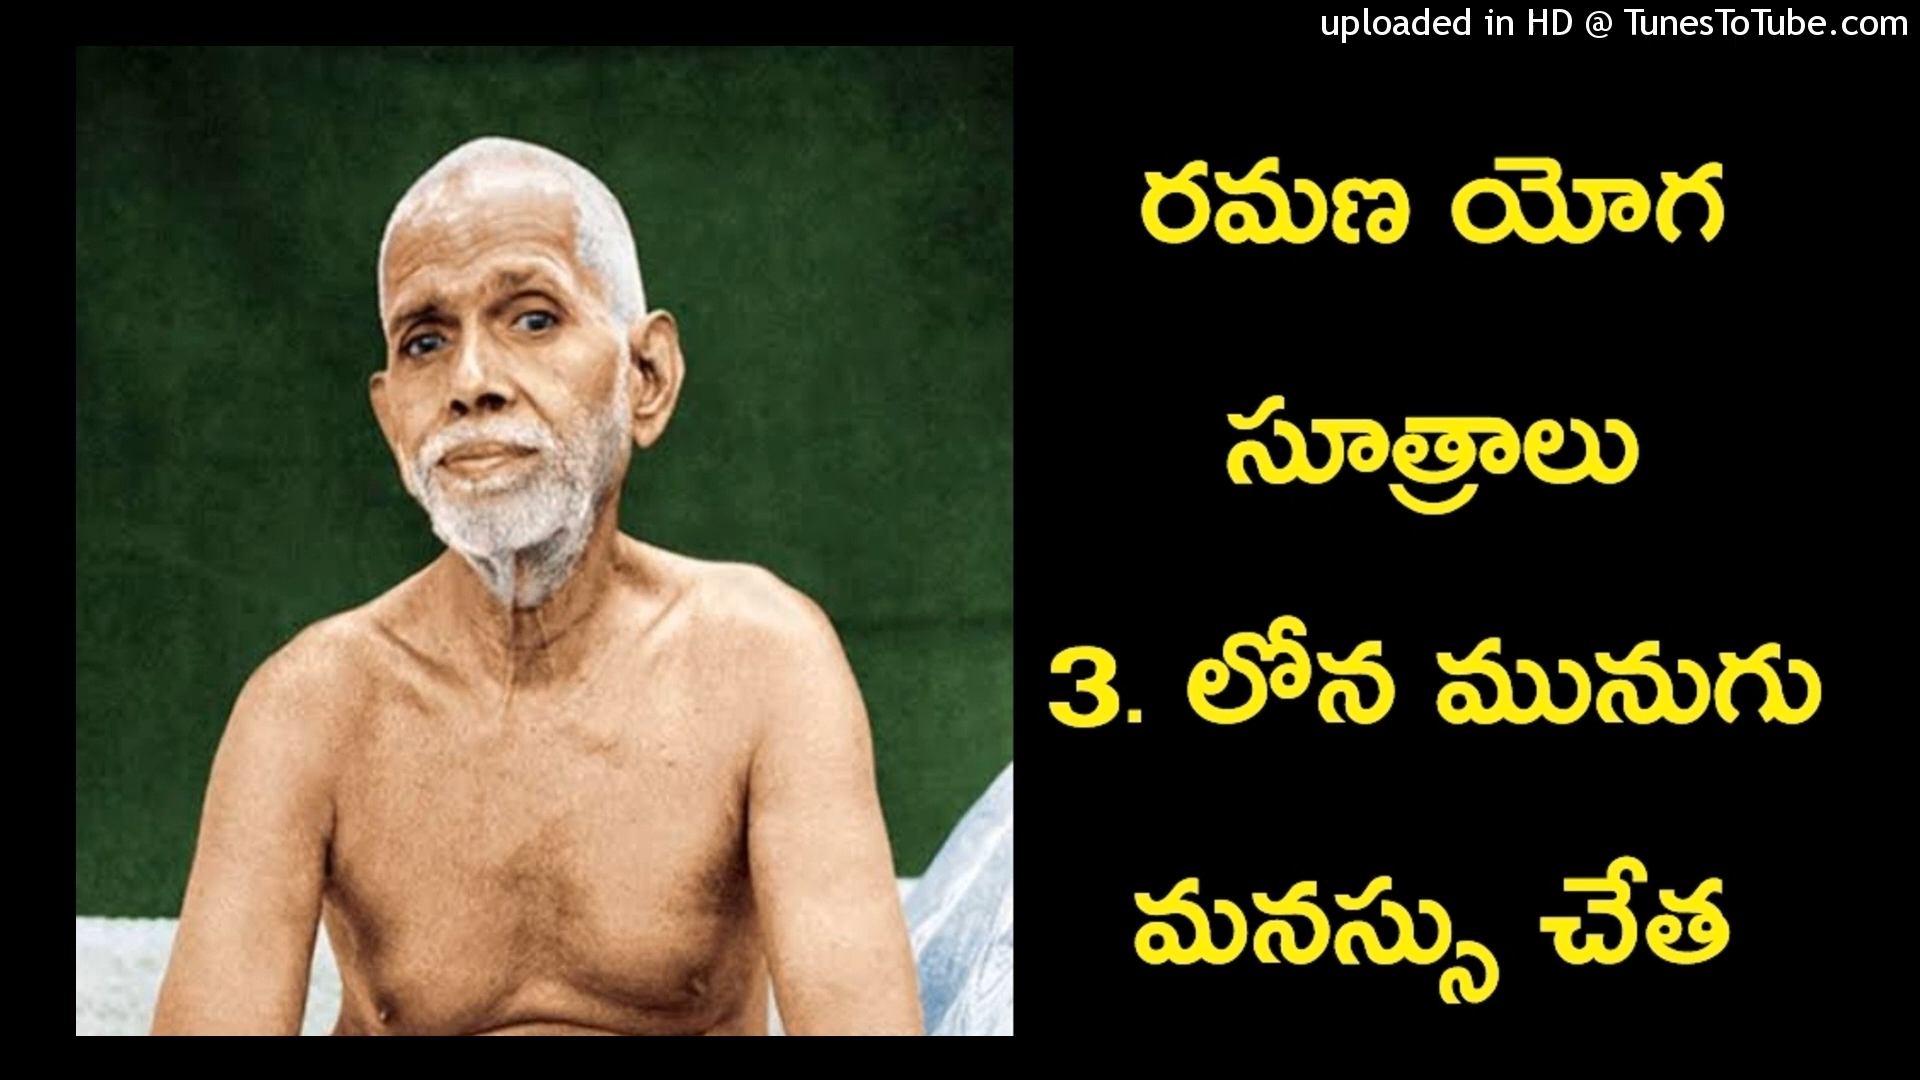 uploaded in HD @ TunesToTube.com
రమణ యోగ
సూత్రాలు
3. లోన మునుగు
మనస్సు చేత